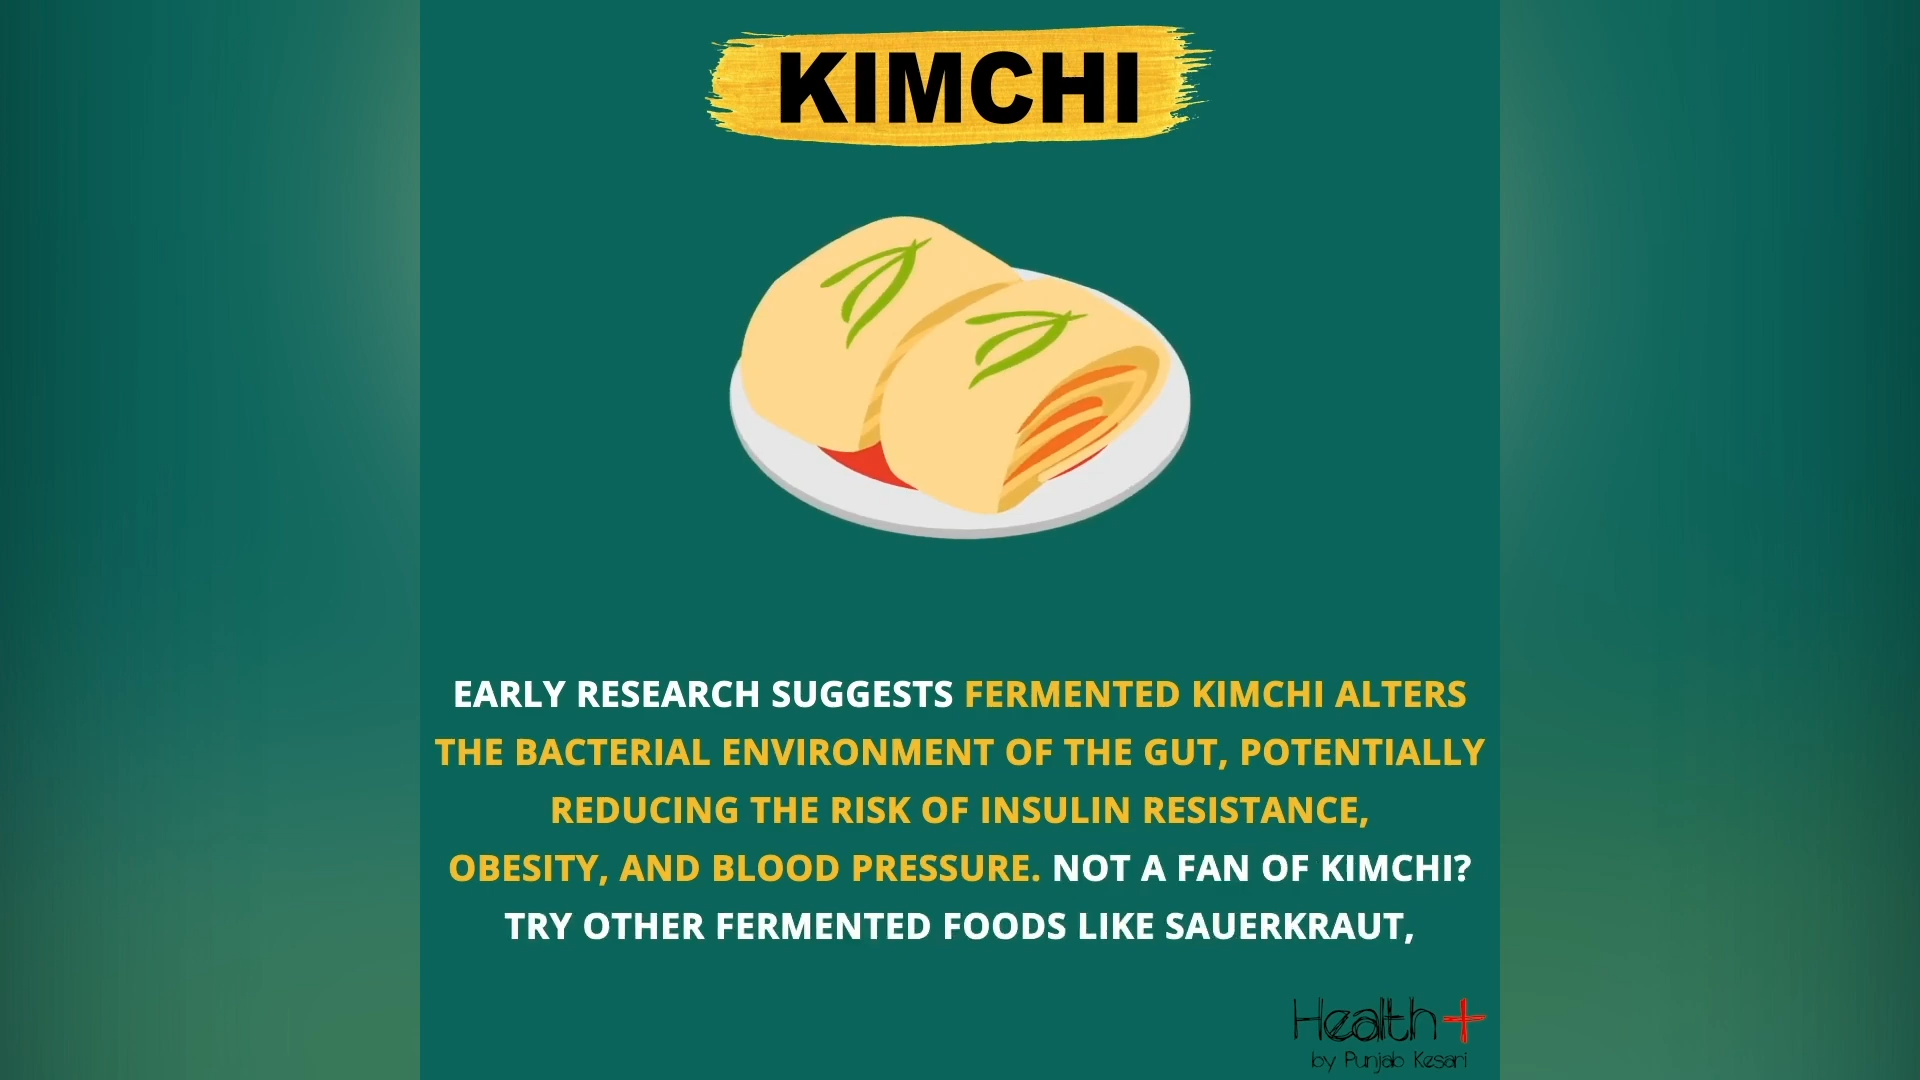 KIMCHI
EARLY RESEARCH SUGGESTS FERMENTED KIMCHI ALTERS
THE BACTERIAL ENVIRONMENT OF THE GUT, POTENTIALLY
REDUCING THE RISK OF INSULIN RESISTANCE,
OBESITY, AND BLOOD PRESSURE. NOT A FAN OF KIMCHI?
TRY OTHER FERMENTED FOODS LIKE SAUERKRAUT,
Health+
by Punjab Kesari